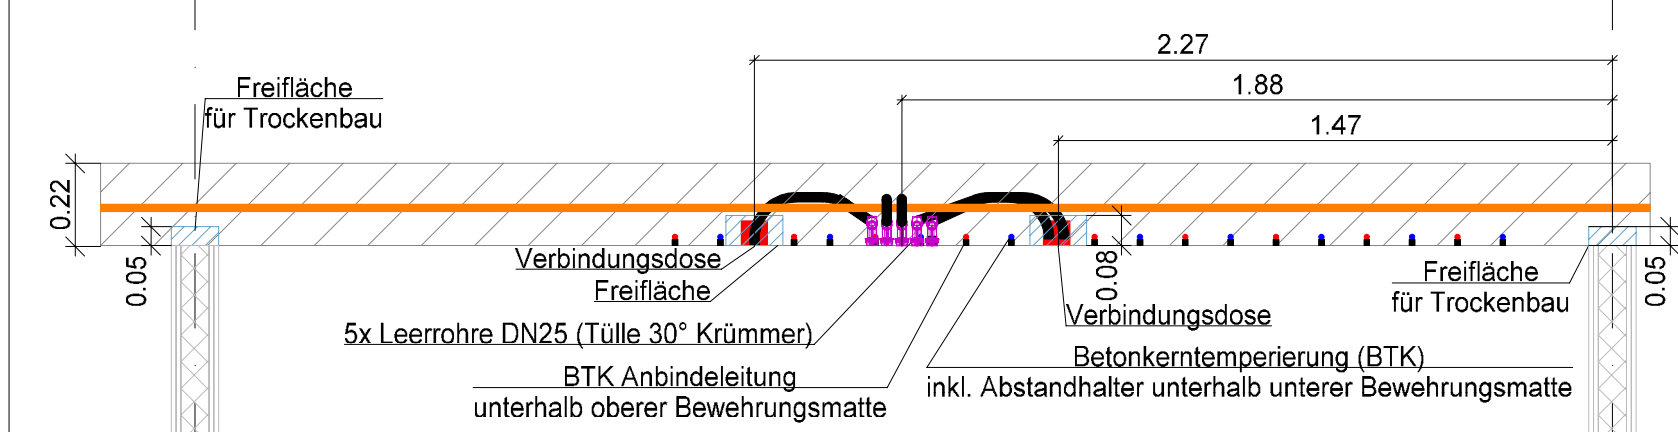 2.27
1.88
1.47
Freifläche
für Trockenbau
0.22
0.05
Verbindungsdose
Freifläche
5x Leerrohre DN25 (Tülle 30° Krümmer)
BTK Anbindeleitung
unterhalb oberer Bewehrungsmatte
0.08
Verbindungsdose
Betonkerntemperierung (BTK)
inkl. Abstandhalter unterhalb unterer Bewehrungsmatte
Freifläche
für Trockenbau
0.05